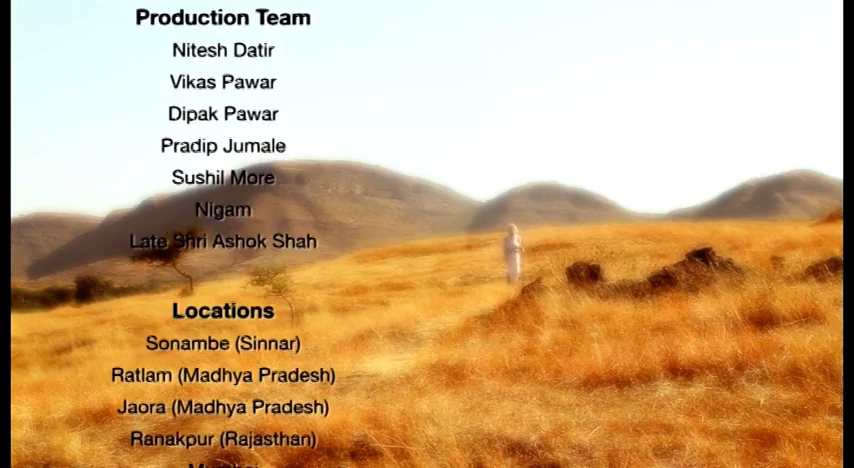 Production Team
Nitesh Datir
Vikas Pawar
Dipak Pawar
Pradip Jumale
Sushil More
Nigam
Late Shri Ashok Shah
Locations
Sonambe (Sinnar)
Ratlam (Madhya Pradesh)
Jaora (Madhya Pradesh)
Ranakpur (Rajasthan)